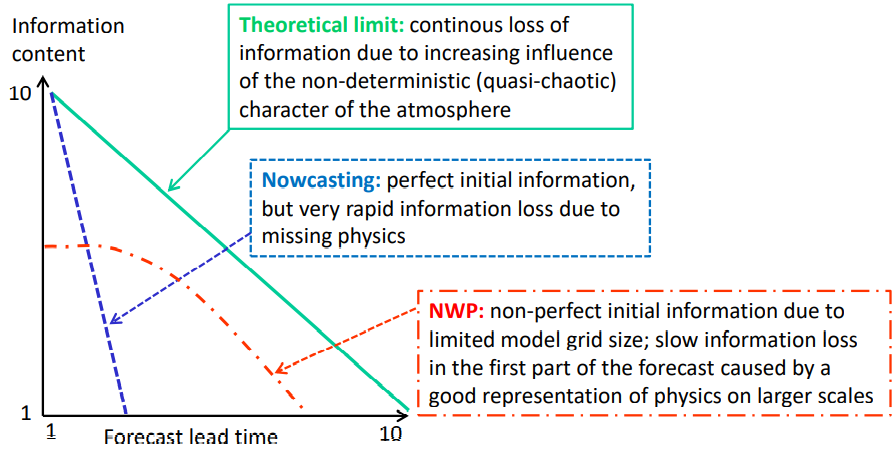 Information
content
Theoretical limit: continous loss of
information due to increasing influence
of the non-deterministic (quasi-chaotic)
character of the atmosphere
10
Nowcasting: perfect initial information,
but very rapid information loss due to
missing physics
NWP: non-perfect initial information due to
limited model grid size; slow information loss
in the first part of the forecast caused by a
good representation of physics on larger scales
1
1
Forecast lead time
10